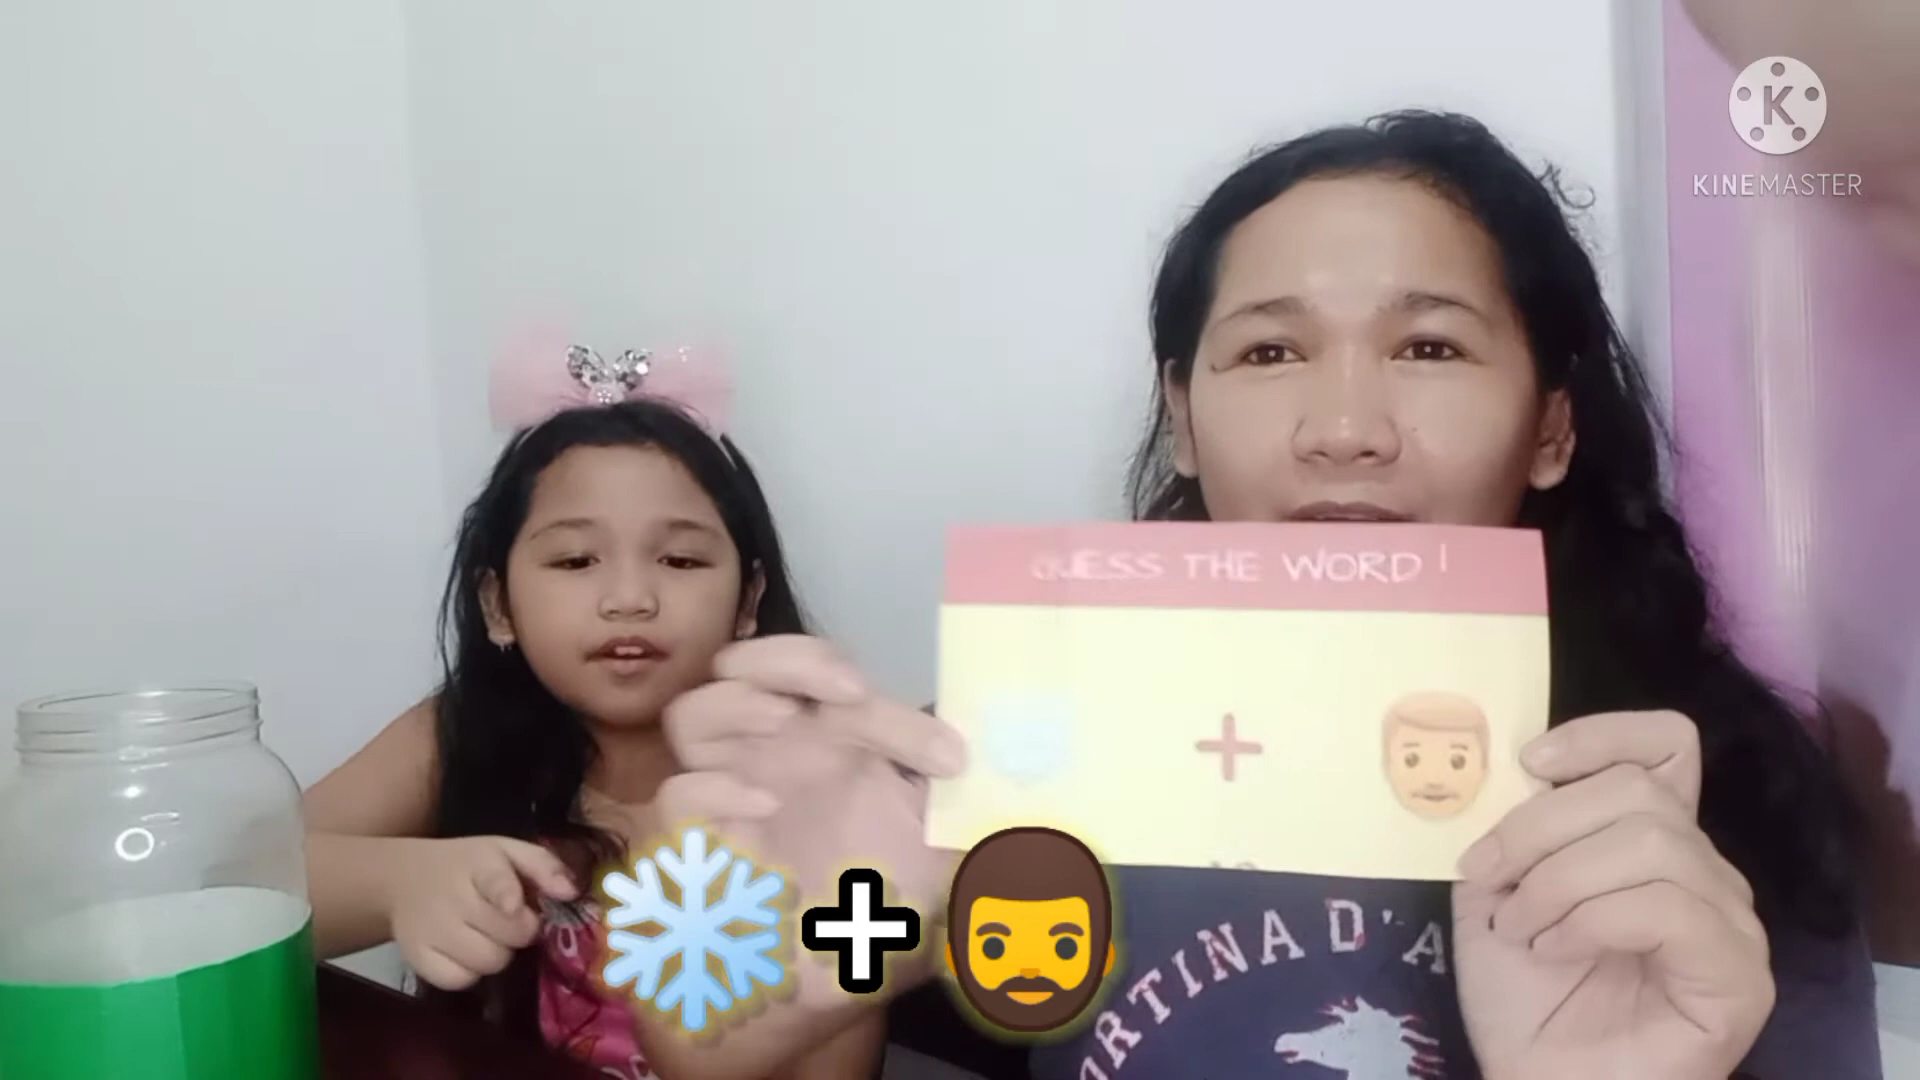 KINEMASTER
GUESS THE WORD !
+
+
RTINA D'A